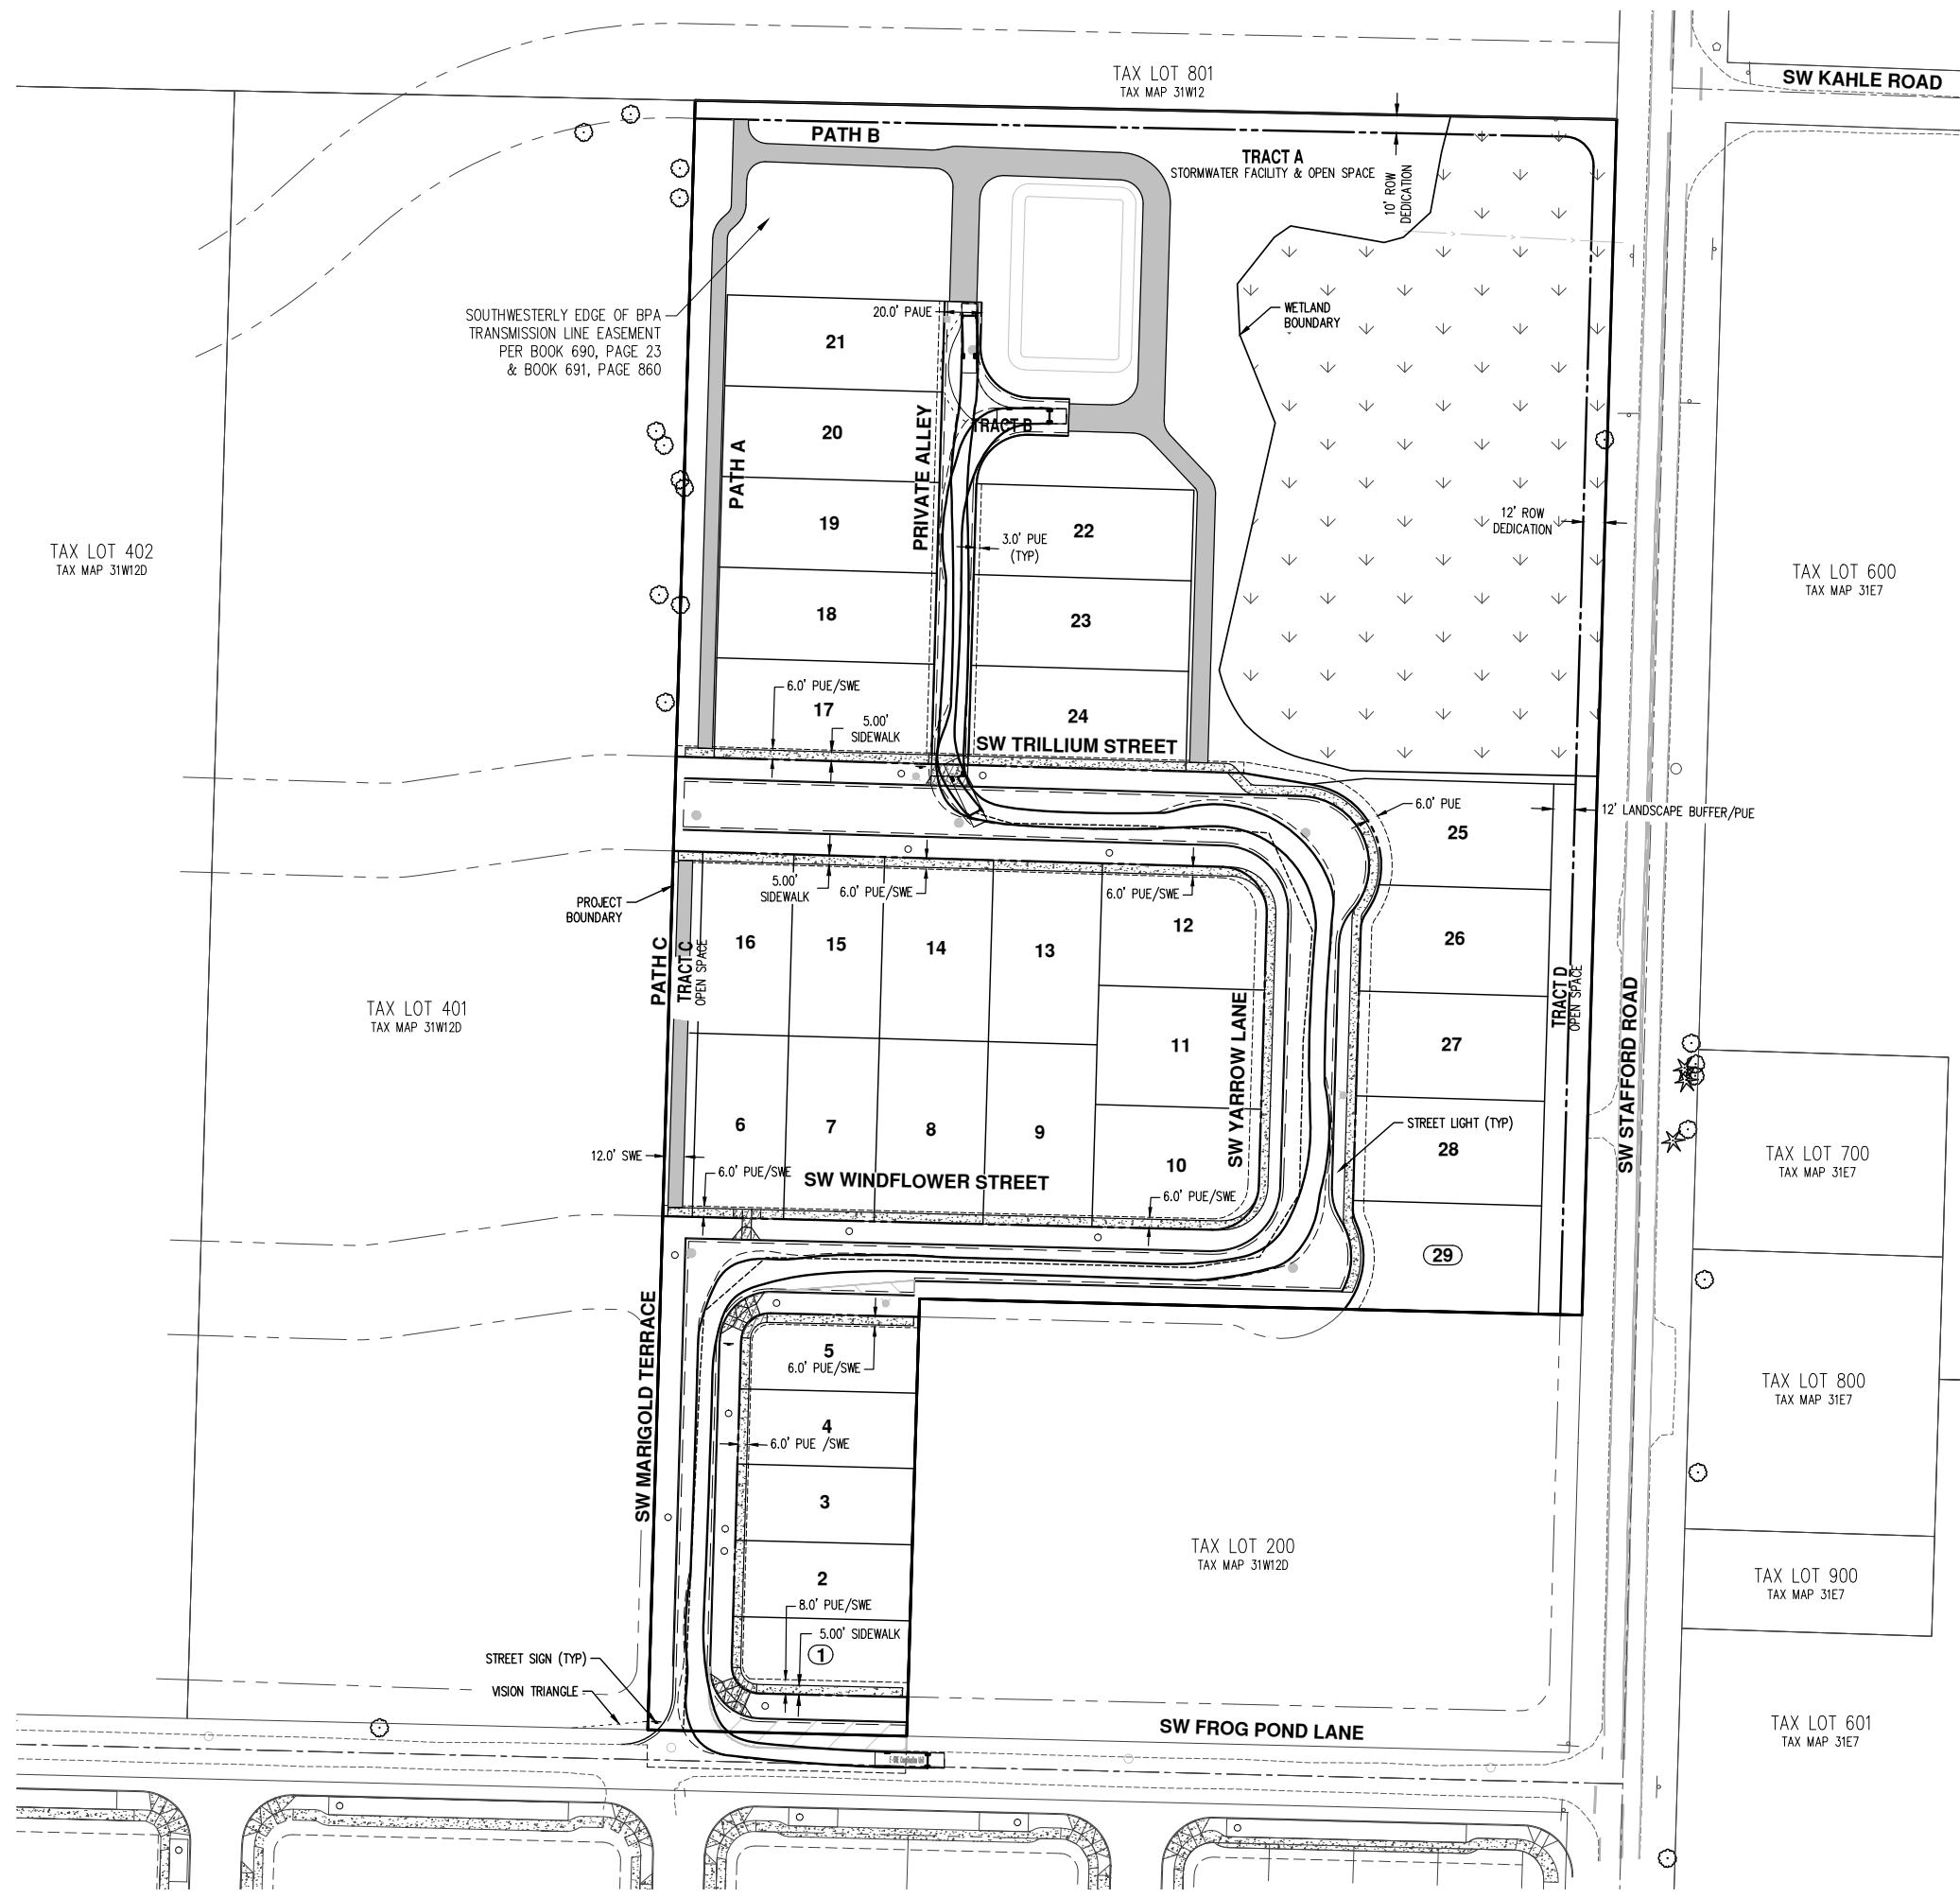 TAX LOT 801
TAX MAP 31W12
SW KAHLE ROAD
PATH B
TRACT A
STORMWATER FACILITY & OPEN SPACE
10' ROW
DEDICATION
SOUTHWESTERLY EDGE OF BPA
TRANSMISSION LINE EASEMENT
PER BOOK 690, PAGE 23
& BOOK 691, PAGE 860
20.0' PAUE
WETLAND
BOUNDARY
21
20
PATH A
PRIVATE ALLEY
TRACT B
19
22
3.0' PUE
(TYP)
12' ROW
DEDICATION
TAX LOT 402
TAX MAP 31W12D
TAX LOT 600
TAX MAP 31E7
18
23
6.0' PUE/SWE
17
5.00'
SIDEWALK
24
SW TRILLIUM STREET
6.0' PUE
25
12' LANDSCAPE BUFFER/PUE
5.00'
SIDEWALK
6.0' PUE/SWE
6.0' PUE/SWE
PROJECT
BOUNDARY
PATH C
TRACT C
OPEN SPACE
16
15
14
13
12
26
TRACT D
OPEN SPACE
SW STAFFORD ROAD
TAX LOT 401
TAX MAP 31W12D
11
SW YARROW LANE
27
6
7
8
9
10
STREET LIGHT (TYP)
28
TAX LOT 700
TAX MAP 31E7
12.0' SWE
6.0' PUE/SWE
SW WINDFLOWER STREET
6.0' PUE/SWE
29
SW MARIGOLD TERRACE
5
6.0' PUE/SWE
4
6.0' PUE /SWE
TAX LOT 800
TAX MAP 31E7
3
TAX LOT 200
TAX MAP 31W12D
2
TAX LOT 900
TAX MAP 31E7
8.0' PUE/SWE
5.00' SIDEWALK
1
STREET SIGN (TYP)
VISION TRIANGLE
SW FROG POND LANE
TAX LOT 601
TAX MAP 31E7